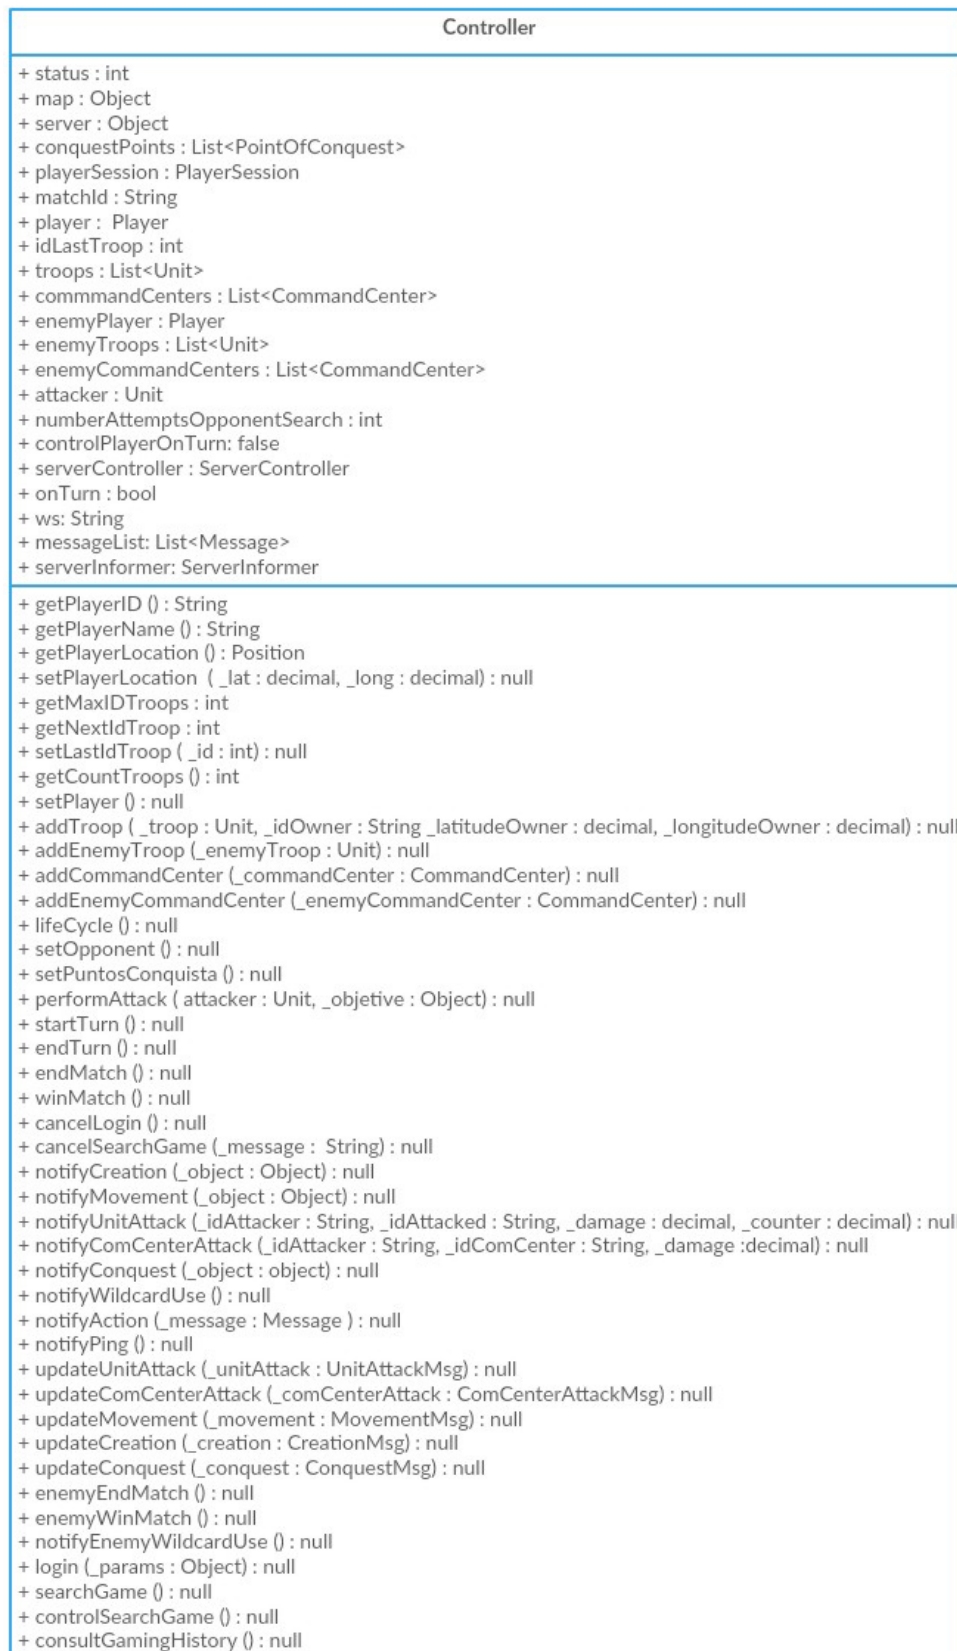 Controller
+ status : int
+ map : Object
+ server : Object
+ conquestPoints : List<PointOfConquest>
+ playerSession : PlayerSession
+ matchId : String
+ player :  Player
+ idLastTroop : int
+ troops : List<Unit>
+ commmandCenters : List<CommandCenter>
+ enemyPlayer : Player
+ enemyTroops : List<Unit>
+ enemyCommandCenters : List<CommandCenter>
+ attacker : Unit
+ numberAttemptsOpponentSearch : int
+ controlPlayerOnTurn: false
+ serverController : ServerController
+ onTurn : bool
+ ws: String
+ messageList: List<Message>
+ serverInformer: ServerInformer
+ getPlayerID () : String
+ getPlayerName () : String
+ getPlayerLocation () : Position
+ setPlayerLocation  ( _lat : decimal, _long : decimal) : null
+ getMaxIDTroops : int
+ getNextIdTroop : int
+ setLastIdTroop ( _id : int) : null
+ getCountTroops () : int
+ setPlayer () : null
+ addTroop ( _troop : Unit, _idOwner : String _latitudeOwner : decimal, _longitudeOwner : decimal) : null
+ addEnemyTroop (_enemyTroop : Unit) : null
+ addCommandCenter (_commandCenter : CommandCenter) : null
+ addEnemyCommandCenter (_enemyCommandCenter : CommandCenter) : null
+ lifeCycle () : null
+ setOpponent () : null
+ setPuntosConquista () : null
+ performAttack ( attacker : Unit, _objetive : Object) : null
+ startTurn () : null
+ endTurn () : null
+ endMatch () : null
+ winMatch () : null
+ cancelLogin () : null
+ cancelSearchGame (_message :  String) : null
+ notifyCreation (_object : Object) : null
+ notifyMovement (_object : Object) : null
+ notifyUnitAttack (_idAttacker : String, _idAttacked : String, _damage : decimal, _counter : decimal) : null
+ notifyComCenterAttack (_idAttacker : String, _idComCenter : String, _damage :decimal) : null
+ notifyConquest (_object : object) : null
+ notifyWildcardUse () : null
+ notifyAction (_message : Message ) : null
+ notifyPing () : null
+ updateUnitAttack (_unitAttack : UnitAttackMsg) : null
+ updateComCenterAttack (_comCenterAttack : ComCenterAttackMsg) : null
+ updateMovement (_movement : MovementMsg) : null
+ updateCreation (_creation : CreationMsg) : null
+ updateConquest (_conquest : ConquestMsg) : null
+ enemyEndMatch () : null
+ enemyWinMatch () : null
+ notifyEnemyWildcardUse () : null
+ login (_params : Object) : null
+ searchGame () : null
+ controlSearchGame () : null
+ consultGamingHistory () : null